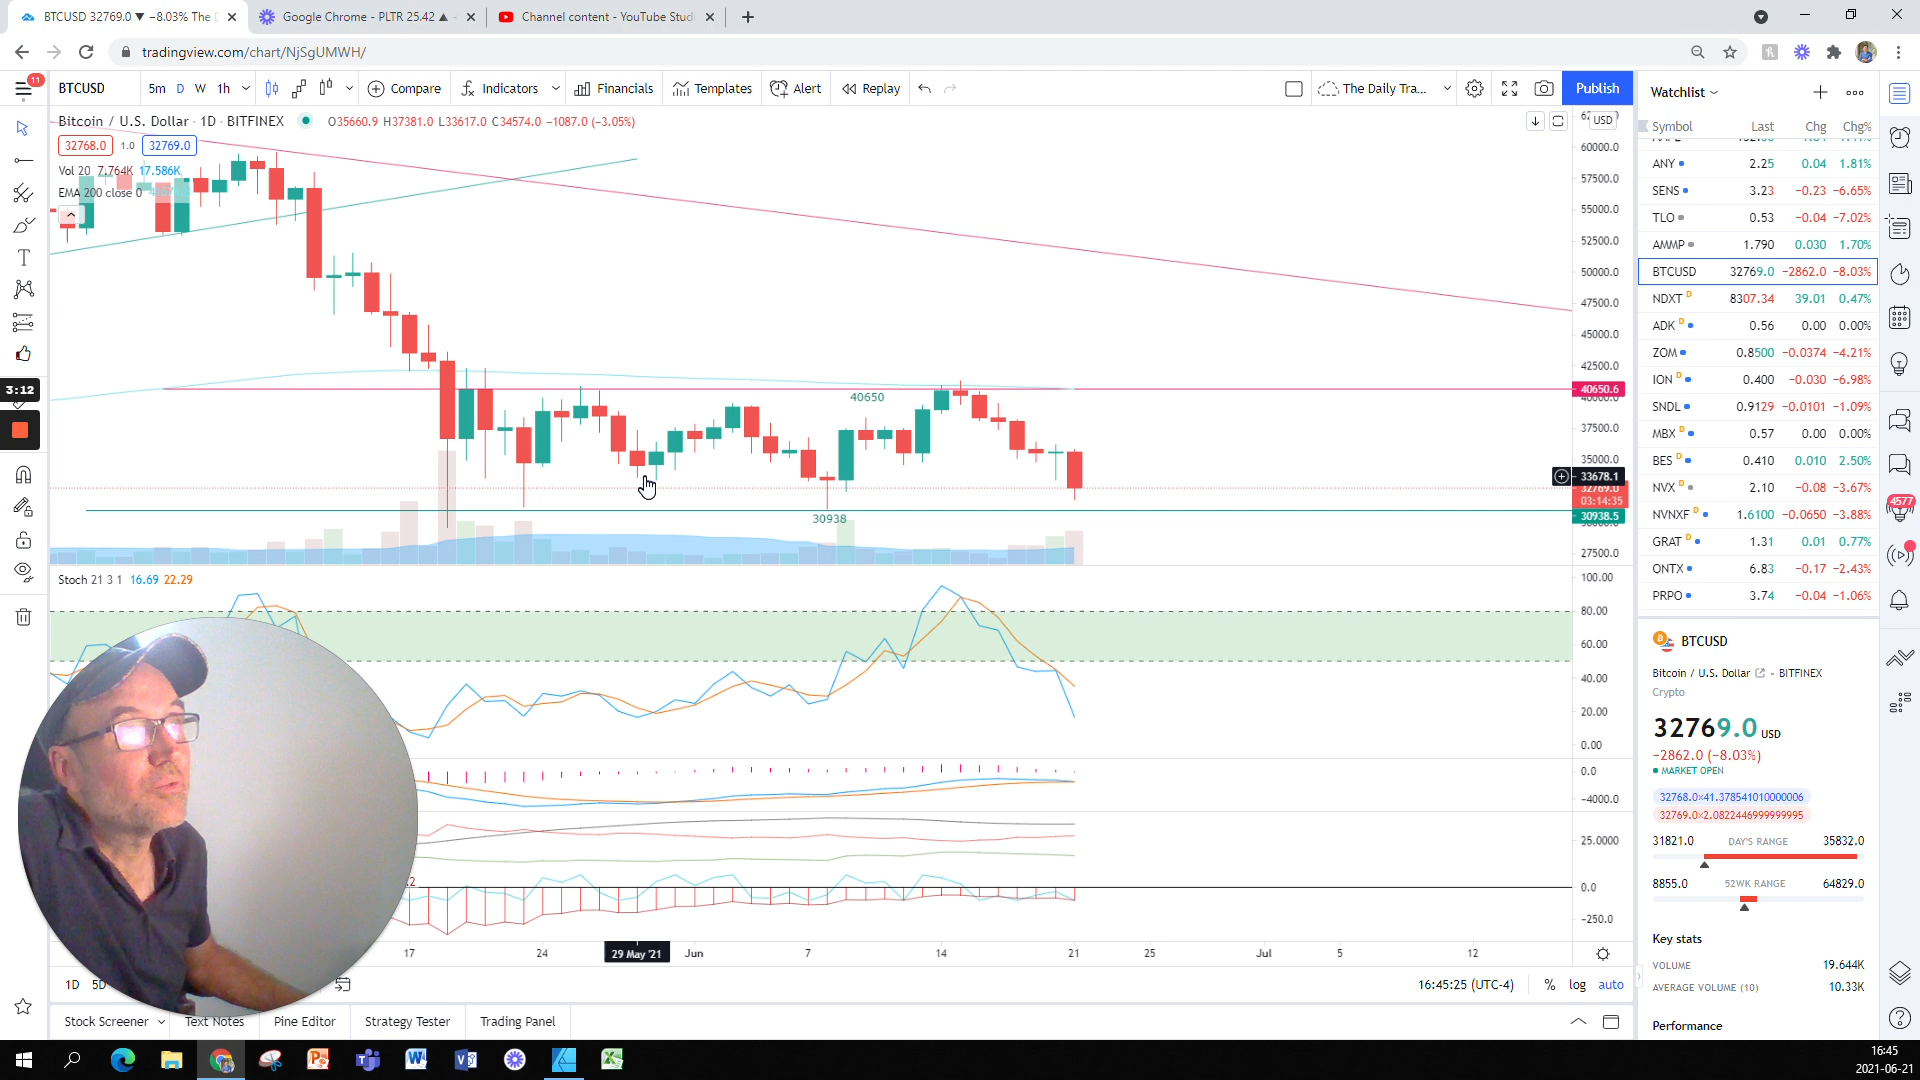 BTCUSD 32769.0 ▼ −8.03% The D
Google Chrome - PLTR 25.42 ▲
Channel content - YouTube Studi
tradingview.com/chart/NjSgUMWH/
11
BTCUSD
5m D W 1h
Compare
Indicators
Financials
Templates
Alert
Replay
The Daily Tra...
Publish
Bitcoin / U.S. Dollar · 1D · BITFINEX
O35660.9 H37381.0 L33617.0 C34574.0 −1087.0 (−3.05%)
32768.0 1.0 32769.0
Vol 20 7.764K 17.586K
EMA 200 close 0
USD
60000.0
57500.0
55000.0
52500.0
50000.0
47500.0
45000.0
42500.0
40650.6
40000.0
37500.0
35000.0
33678.1
32769.0
03:14:35
30938.5
27500.0
40650
30938
3:12
Stoch 21 3 1 16.69 22.29
100.00
80.00
60.00
40.00
20.00
0.00
0.0
−4000.0
25.0000
0.0
−250.0
17 24 29 May '21 Jun 7 14 21 25 Jul 5 12
1D 5D
16:45:25 (UTC-4) % log auto
Stock Screener
Text Notes
Pine Editor
Strategy Tester
Trading Panel
Watchlist
Symbol Last Chg Chg%
ANY 2.25 0.04 1.81%
SENS 3.23 −0.23 −6.65%
TLO 0.53 −0.04 −7.02%
AMMP 1.790 0.030 1.70%
BTCUSD 32769.0 −2862.0 −8.03%
NDXT D 8307.34 39.01 0.47%
ADK D 0.56 0.00 0.00%
ZOM 0.8500 −0.0374 −4.21%
ION D 0.400 −0.030 −6.98%
SNDL 0.9129 −0.0101 −1.09%
MBX D 0.57 0.00 0.00%
BES D 0.410 0.010 2.50%
NVX 2.10 −0.08 −3.67%
NVNXF D 1.6100 −0.0650 −3.88%
GRAT D 1.31 0.01 0.77%
ONTX 6.83 −0.17 −2.43%
PRPO 3.74 −0.04 −1.06%
BTCUSD
Bitcoin / U.S. Dollar - BITFINEX
Crypto
32769.0 USD
−2862.0 (−8.03%)
MARKET OPEN
32768.0×41.378541010000006
32769.0×2.0822446999999995
31821.0 DAY'S RANGE 35832.0
8855.0 52WK RANGE 64829.0
Key stats
VOLUME 19.644K
AVERAGE VOLUME (10) 10.33K
Performance
4577
16:45
2021-06-21